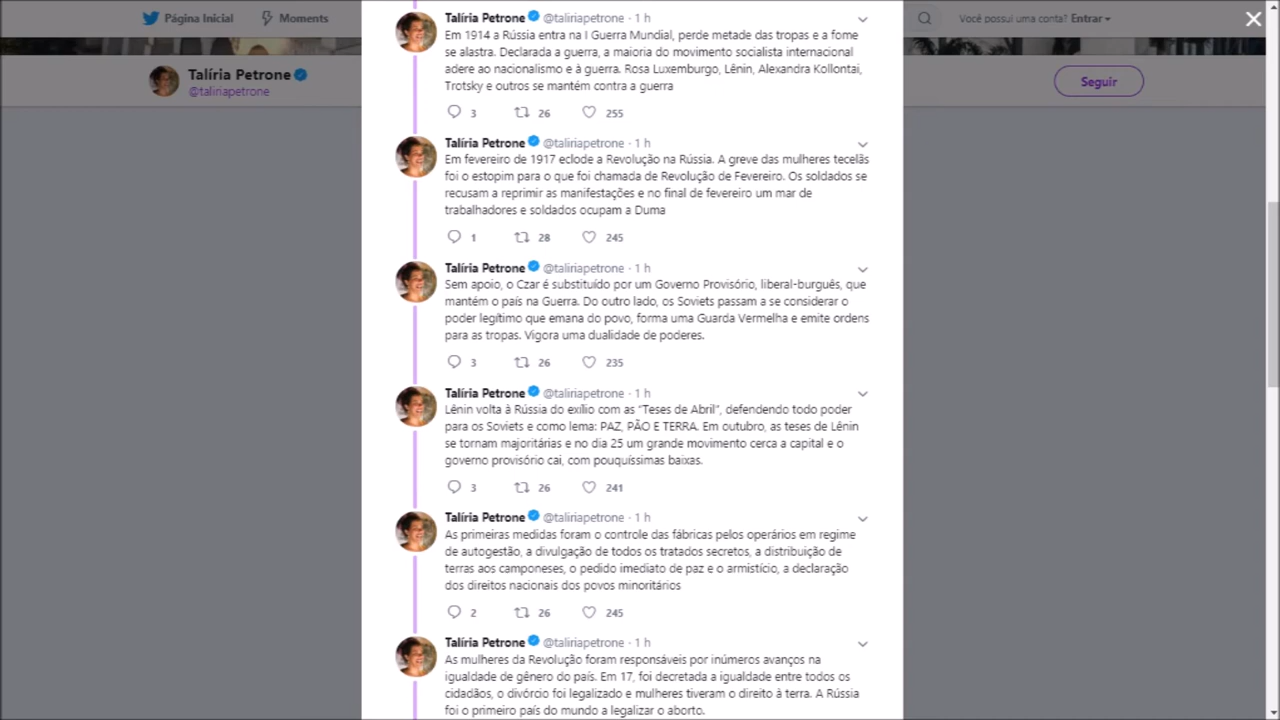 Página Inicial
Moments
Você possui uma conta? Entrar
Talíria Petrone
@taliriapetrone
Seguir
Talíria Petrone @taliriapetrone · 1 h
Em 1914 a Rússia entra na I Guerra Mundial, perde metade das tropas e a fome
se alastra. Declarada a guerra, a maioria do movimento socialista internacional
adere ao nacionalismo e à guerra. Rosa Luxemburgo, Lênin, Alexandra Kollontai,
Trotsky e outros se mantém contra a guerra
3 26 255
Talíria Petrone @taliriapetrone · 1 h
Em fevereiro de 1917 eclode a Revolução na Rússia. A greve das mulheres tecelãs
foi o estopim para o que foi chamada de Revolução de Fevereiro. Os soldados se
recusam a reprimir as manifestações e no final de fevereiro um mar de
trabalhadores e soldados ocupam a Duma
1 28 245
Talíria Petrone @taliriapetrone · 1 h
Sem apoio, o Czar é substituído por um Governo Provisório, liberal-burguês, que
mantém o país na Guerra. Do outro lado, os Soviets passam a se considerar o
poder legítimo que emana do povo, forma uma Guarda Vermelha e emite ordens
para as tropas. Vigora uma dualidade de poderes.
3 26 235
Talíria Petrone @taliriapetrone · 1 h
Lênin volta à Rússia do exílio com as “Teses de Abril”, defendendo todo poder
para os Soviets e como lema: PAZ, PÃO E TERRA. Em outubro, as teses de Lênin
se tornam majoritárias e no dia 25 um grande movimento cerca a capital e o
governo provisório cai, com pouquíssimas baixas.
3 26 241
Talíria Petrone @taliriapetrone · 1 h
As primeiras medidas foram o controle das fábricas pelos operários em regime
de autogestão, a divulgação de todos os tratados secretos, a distribuição de
terras aos camponeses, o pedido imediato de paz e o armistício, a declaração
dos direitos nacionais dos povos minoritários
2 26 245
Talíria Petrone @taliriapetrone · 1 h
As mulheres da Revolução foram responsáveis por inúmeros avanços na
igualdade de gênero do país. Em 17, foi decretada a igualdade entre todos os
cidadãos, o divórcio foi legalizado e mulheres tiveram o direito à terra. A Rússia
foi o primeiro país do mundo a legalizar o aborto.